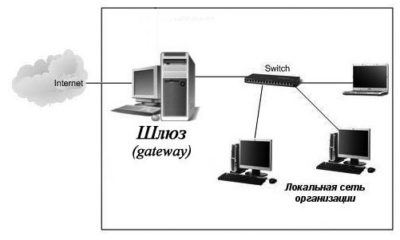 Switch
Internet
Шлюз
(gateway)
Локальная сеть
организации